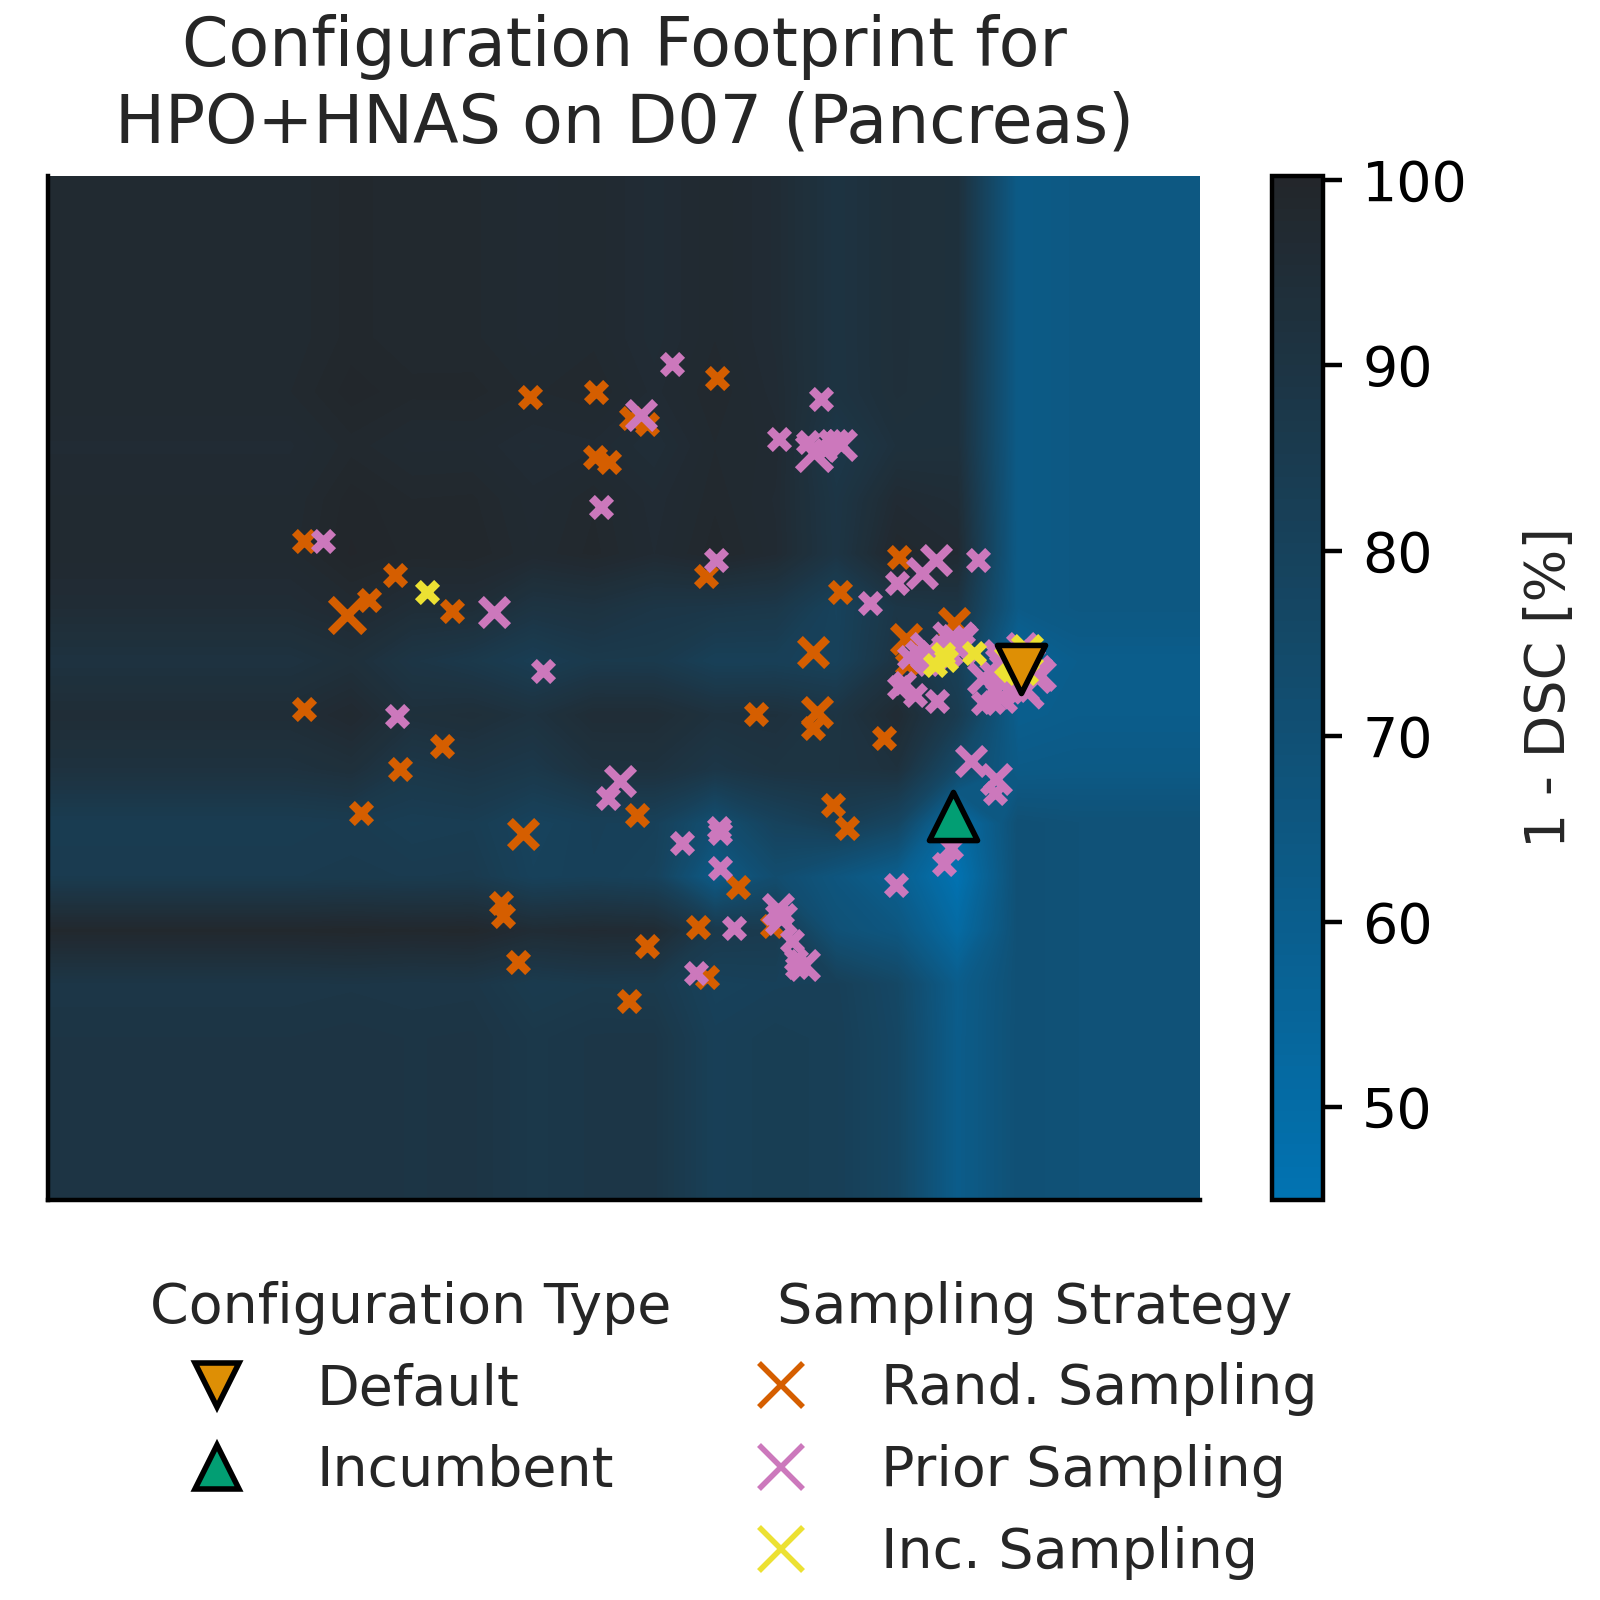 Configuration Footprint for
HPO+HNAS on D07 (Pancreas)
100
90
80
70
60
50
1 - DSC [%]
Configuration Type
Default
Incumbent
Sampling Strategy
Rand. Sampling
Prior Sampling
Inc. Sampling